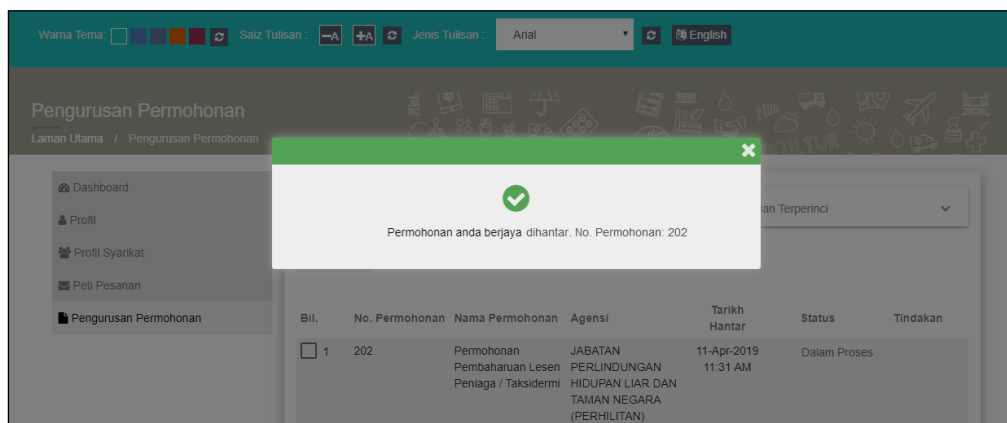 Warna Tema: Saiz Tulisan : -A +A Jenis Tulisan : Arial English
Pengurusan Permohonan
Laman Utama / Pengurusan Permohonan
KULTUR
Dashboard
Profil
Profil Syarikat
Peti Pesanan
Pengurusan Permohonan
Permohonan anda berjaya dihantar. No. Permohonan: 202
an Terperinci
Bil. No. Permohonan Nama Permohonan Agensi Tarikh Hantar Status Tindakan
1 202 Permohonan JABATAN 11-Apr-2019 Dalam Proses
Pembaharuan Lesen PERLINDUNGAN 11:31 AM
Peniaga / Taksidermi HIDUPAN LIAR DAN
TAMAN NEGARA
(PERHILITAN)